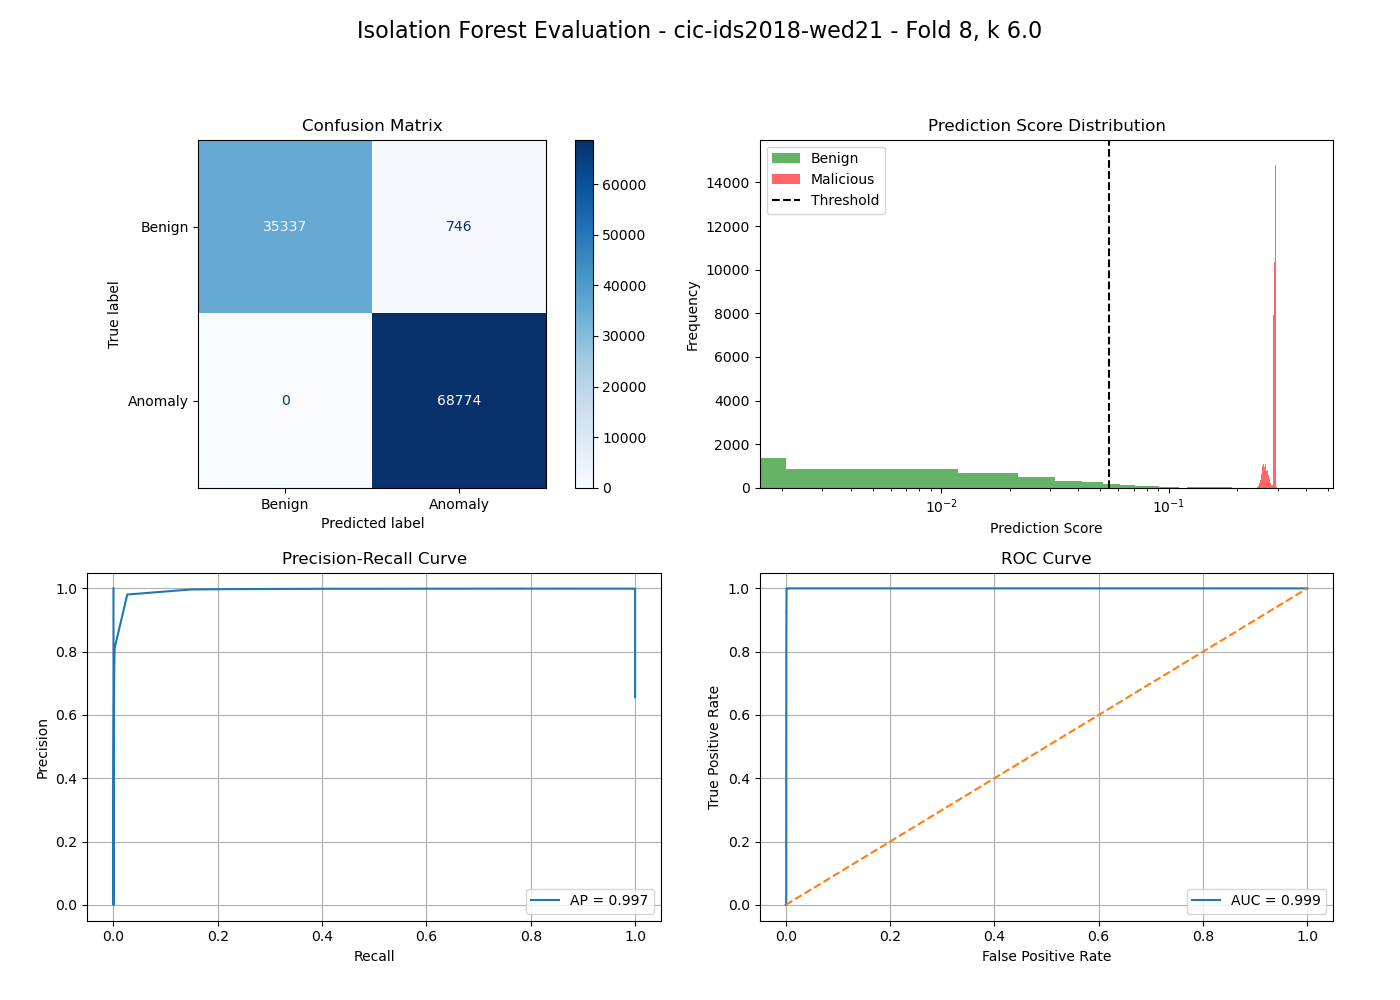 Isolation Forest Evaluation - cic-ids2018-wed21 - Fold 8, k 6.0
Confusion Matrix
True label
Benign
Anomaly
35337
746
0
68774
Benign
Anomaly
Predicted label
60000
50000
40000
30000
20000
10000
0
Prediction Score Distribution
Frequency
14000
12000
10000
8000
6000
4000
2000
0
Benign
Malicious
Threshold
10⁻²
10⁻¹
Prediction Score
Precision-Recall Curve
Precision
1.0
0.8
0.6
0.4
0.2
0.0
AP = 0.997
0.0
0.2
0.4
0.6
0.8
1.0
Recall
ROC Curve
True Positive Rate
1.0
0.8
0.6
0.4
0.2
0.0
AUC = 0.999
0.0
0.2
0.4
0.6
0.8
1.0
False Positive Rate